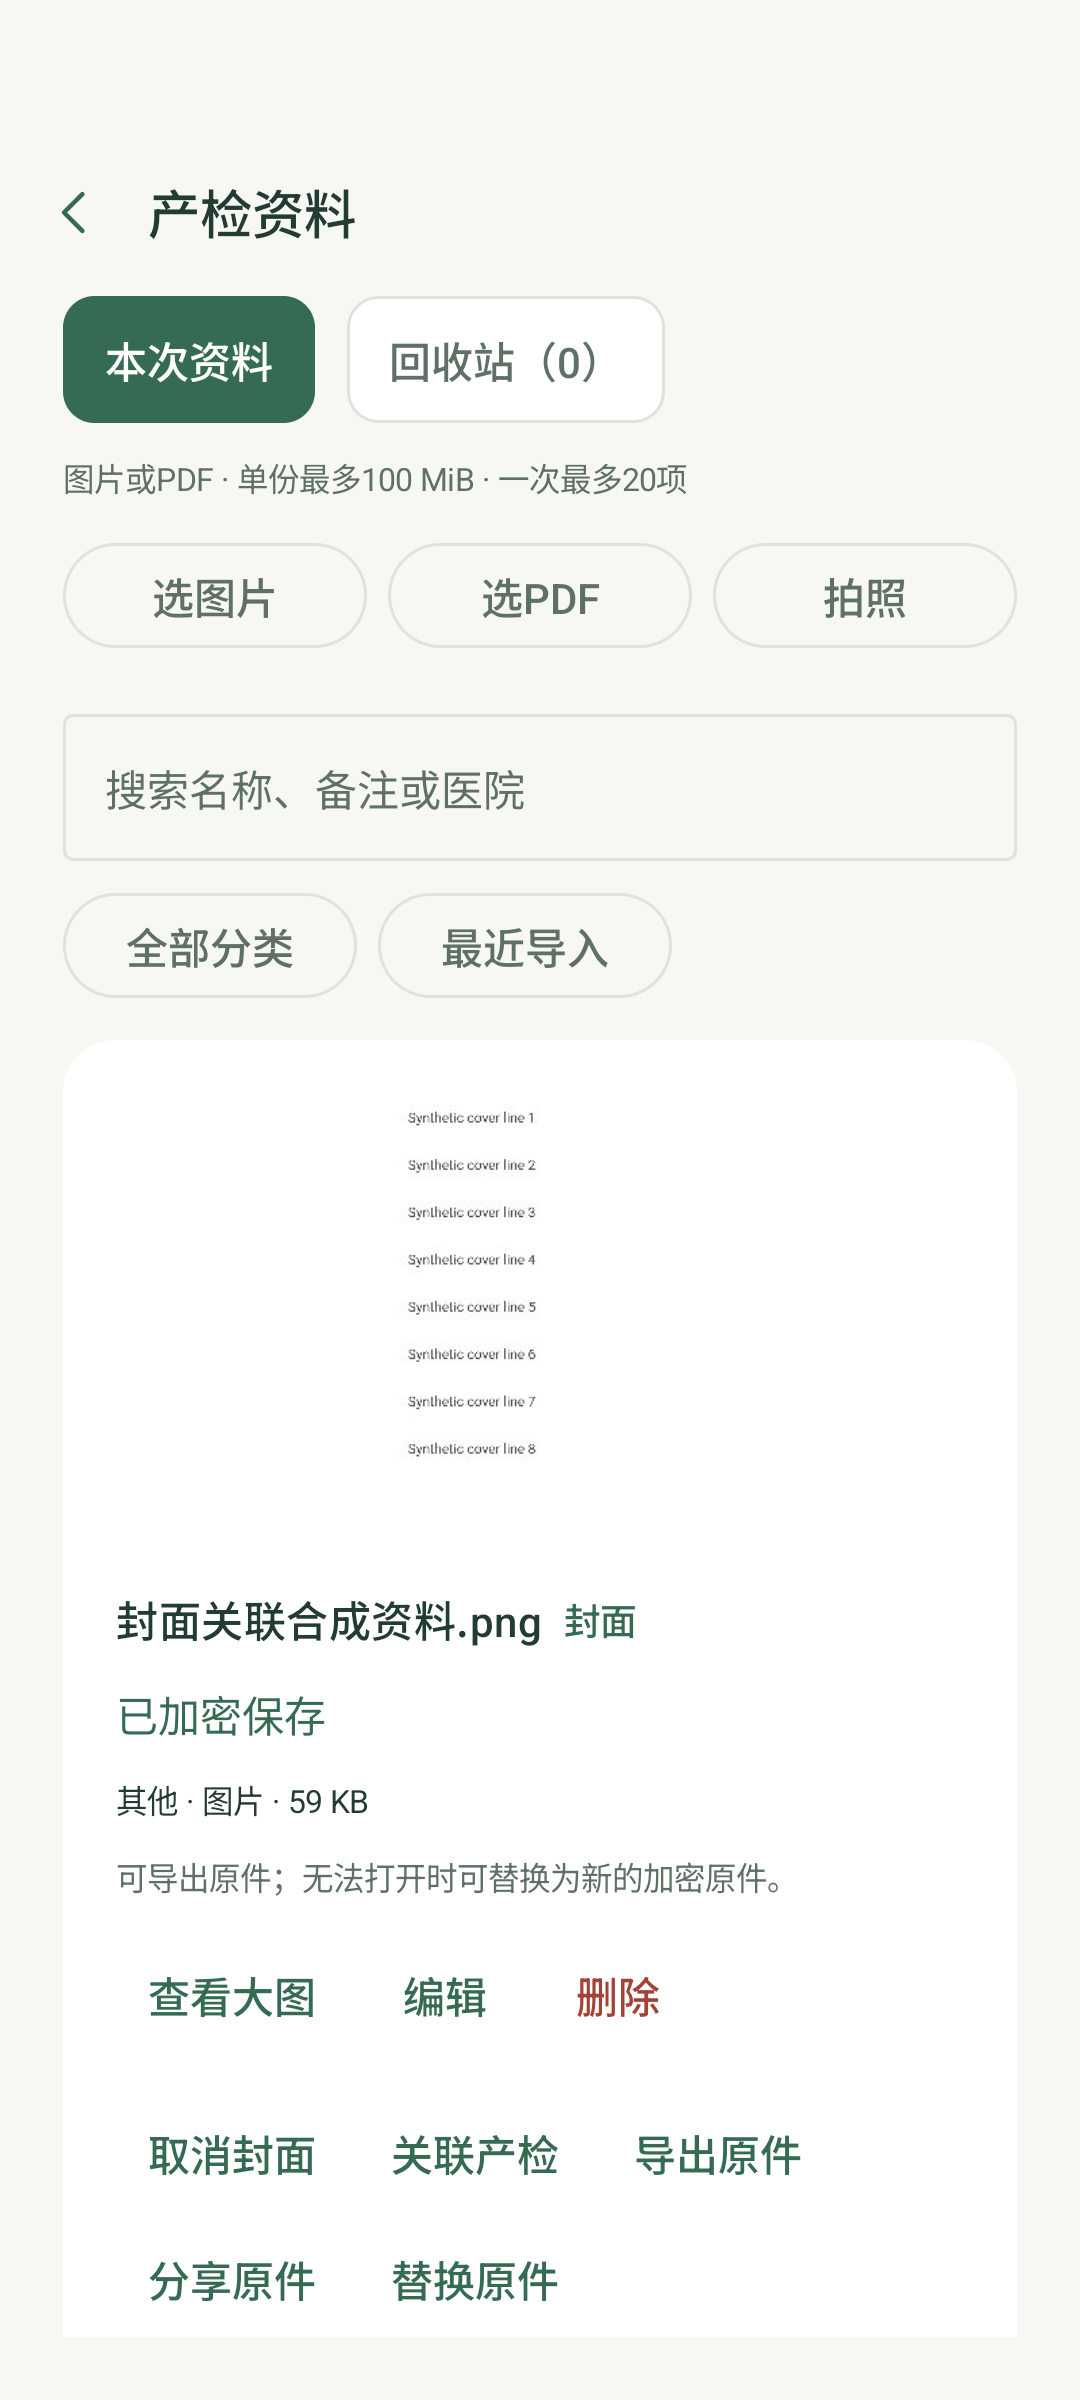 产检资料
本次资料
回收站（0）
图片或PDF · 单份最多100 MiB · 一次最多20项
选图片
选PDF
拍照
搜索名称、备注或医院
全部分类
最近导入
Synthetic cover line 1
Synthetic cover line 2
Synthetic cover line 3
Synthetic cover line 4
Synthetic cover line 5
Synthetic cover line 6
Synthetic cover line 7
Synthetic cover line 8
封面关联合成资料.png 封面
已加密保存
其他 · 图片 · 59 KB
可导出原件；无法打开时可替换为新的加密原件。
查看大图
编辑
删除
取消封面
关联产检
导出原件
分享原件
替换原件